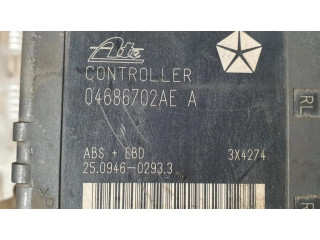 Ate
CONTROLLER
04686702AE A
ABS + EBD 3X4274
25.0946-0293.3
RL